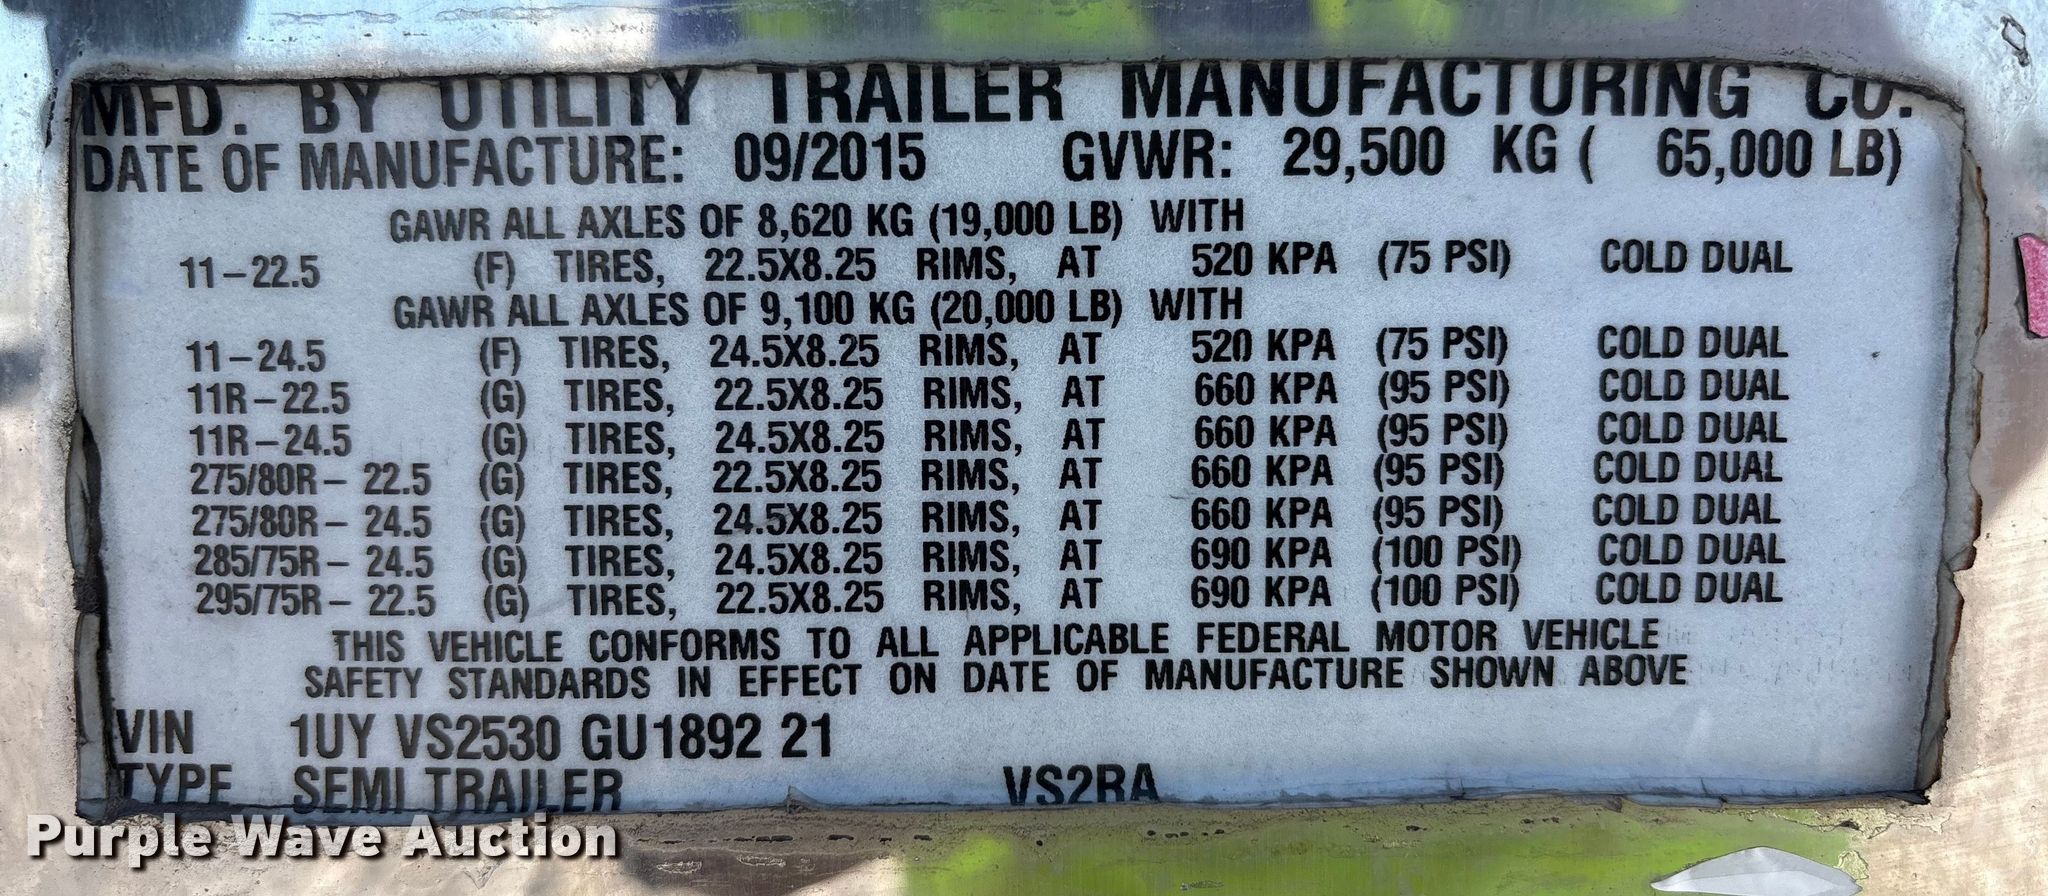 MFD. BY UTILITY TRAILER MANUFACTURING CO.
DATE OF MANUFACTURE: 09/2015 GVWR: 29,500 KG ( 65,000 LB)
GAWR ALL AXLES OF 8,620 KG (19,000 LB) WITH
11-22.5 (F) TIRES, 22.5X8.25 RIMS, AT 520 KPA (75 PSI) COLD DUAL
GAWR ALL AXLES OF 9,100 KG (20,000 LB) WITH
11-24.5 (F) TIRES, 24.5X8.25 RIMS, AT 520 KPA (75 PSI) COLD DUAL
11R-22.5 (G) TIRES, 22.5X8.25 RIMS, AT 660 KPA (95 PSI) COLD DUAL
11R-24.5 (G) TIRES, 24.5X8.25 RIMS, AT 660 KPA (95 PSI) COLD DUAL
275/80R- 22.5 (G) TIRES, 22.5X8.25 RIMS, AT 660 KPA (95 PSI) COLD DUAL
275/80R- 24.5 (G) TIRES, 24.5X8.25 RIMS, AT 660 KPA (95 PSI) COLD DUAL
285/75R- 24.5 (G) TIRES, 24.5X8.25 RIMS, AT 690 KPA (100 PSI) COLD DUAL
295/75R- 22.5 (G) TIRES, 22.5X8.25 RIMS, AT 690 KPA (100 PSI) COLD DUAL
THIS VEHICLE CONFORMS TO ALL APPLICABLE FEDERAL MOTOR VEHICLE
SAFETY STANDARDS IN EFFECT ON DATE OF MANUFACTURE SHOWN ABOVE
VIN 1UY VS2530 GU1892 21
TYPE SEMI TRAILER VS2RA
Purple Wave Auction